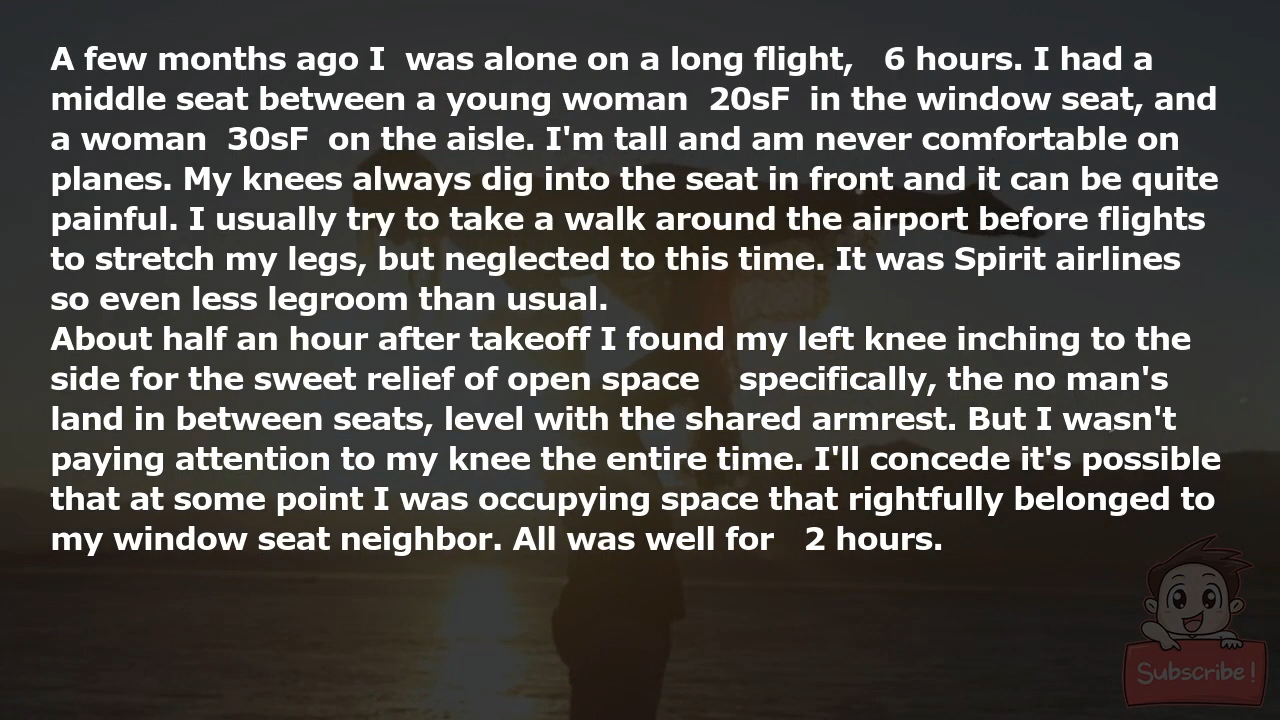 A few months ago I  was alone on a long flight,   6 hours. I had a
middle seat between a young woman  20sF  in the window seat, and
a woman  30sF  on the aisle. I'm tall and am never comfortable on
planes. My knees always dig into the seat in front and it can be quite
painful. I usually try to take a walk around the airport before flights
to stretch my legs, but neglected to this time. It was Spirit airlines
so even less legroom than usual.
About half an hour after takeoff I found my left knee inching to the
side for the sweet relief of open space    specifically, the no man's
land in between seats, level with the shared armrest. But I wasn't
paying attention to my knee the entire time. I'll concede it's possible
that at some point I was occupying space that rightfully belonged to
my window seat neighbor. All was well for   2 hours.
Subscribe!